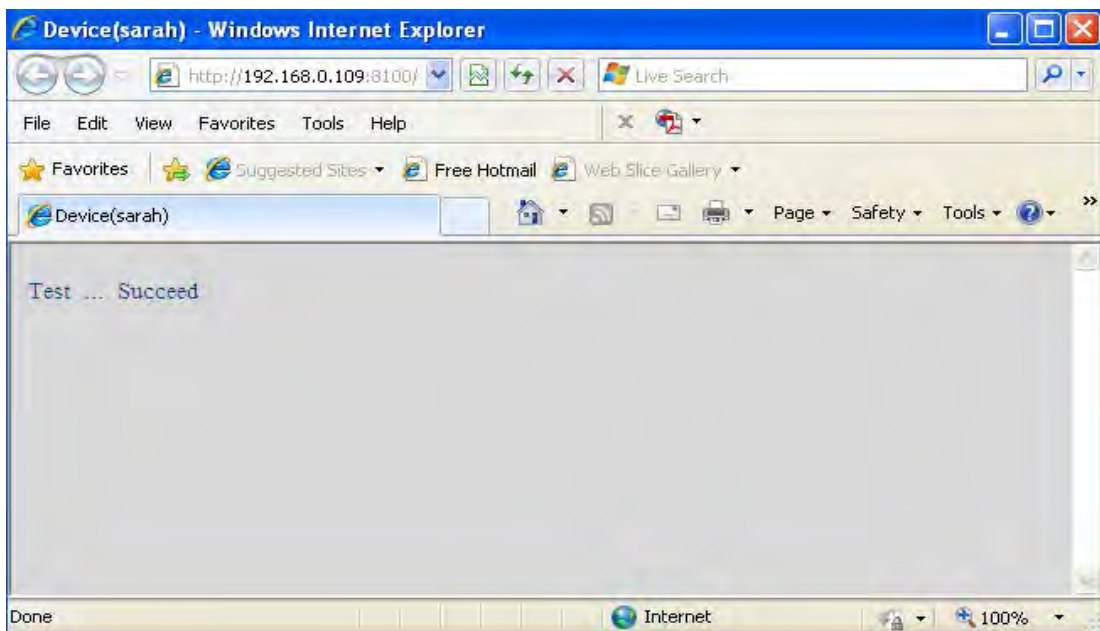 Device(sarah) - Windows Internet Explorer
http://192.168.0.109:8100/ Live Search
File Edit View Favorites Tools Help
Favorites Suggested Sites Free Hotmail Web Slice Gallery
Device(sarah) Page Safety Tools »
Test ... Succeed
Done Internet 100%